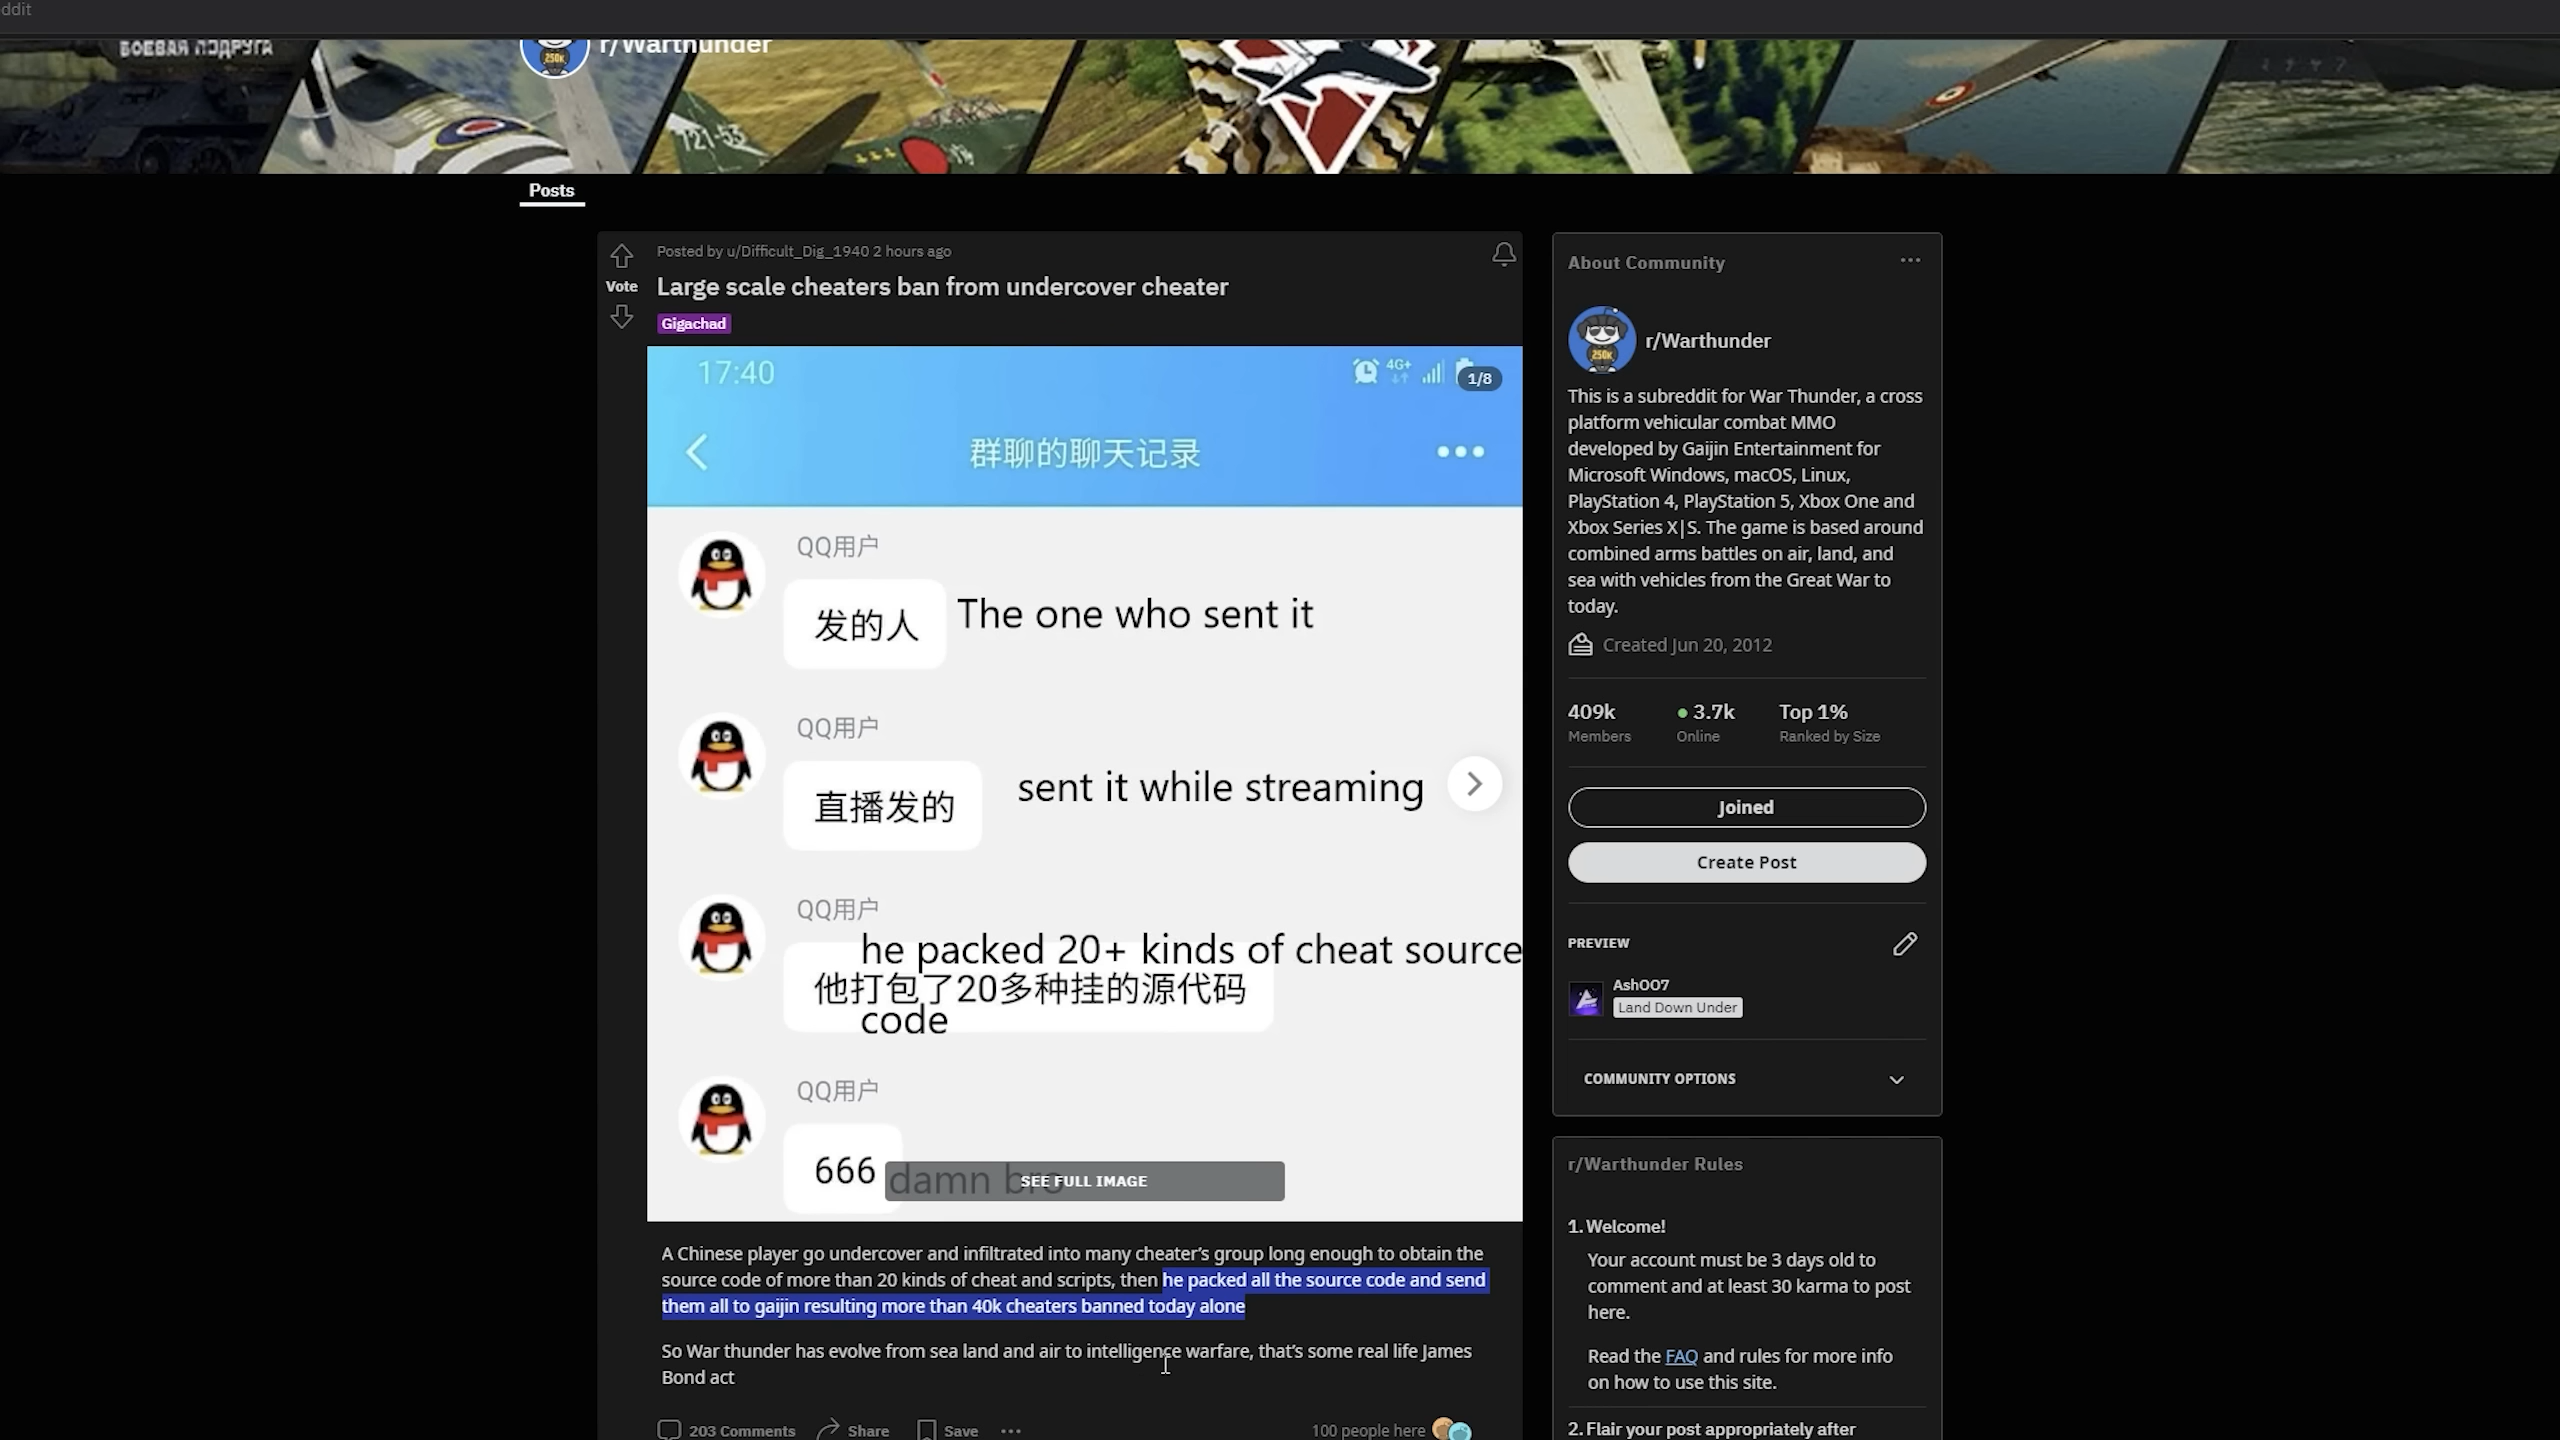 ddit
БОЕВАЯ ПОДРУГА
r/Warthunder
250K
121-53
Posts
Posted by u/Difficult_Dig_1940 2 hours ago
Vote
Large scale cheaters ban from undercover cheater
Gigachad
17:40
4G+
1/8
群聊的聊天记录
QQ用户
发的人 The one who sent it
QQ用户
直播发的 sent it while streaming
QQ用户
he packed 20+ kinds of cheat source
他打包了20多种挂的源代码
code
QQ用户
666 damn bro
SEE FULL IMAGE
A Chinese player go undercover and infiltrated into many cheater's group long enough to obtain the
source code of more than 20 kinds of cheat and scripts, then he packed all the source code and send
them all to gaijin resulting more than 40k cheaters banned today alone
So War thunder has evolve from sea land and air to intelligence warfare, that's some real life James
Bond act
203 Comments Share Save
100 people here
About Community
250K
r/Warthunder
This is a subreddit for War Thunder, a cross
platform vehicular combat MMO
developed by Gaijin Entertainment for
Microsoft Windows, macOS, Linux,
PlayStation 4, PlayStation 5, Xbox One and
Xbox Series X|S. The game is based around
combined arms battles on air, land, and
sea with vehicles from the Great War to
today.
Created Jun 20, 2012
409k 3.7k Top 1%
Members Online Ranked by Size
Joined
Create Post
PREVIEW
AshOO7
Land Down Under
COMMUNITY OPTIONS
r/Warthunder Rules
1. Welcome!
Your account must be 3 days old to
comment and at least 30 karma to post
here.
Read the FAQ and rules for more info
on how to use this site.
2. Flair your post appropriately after